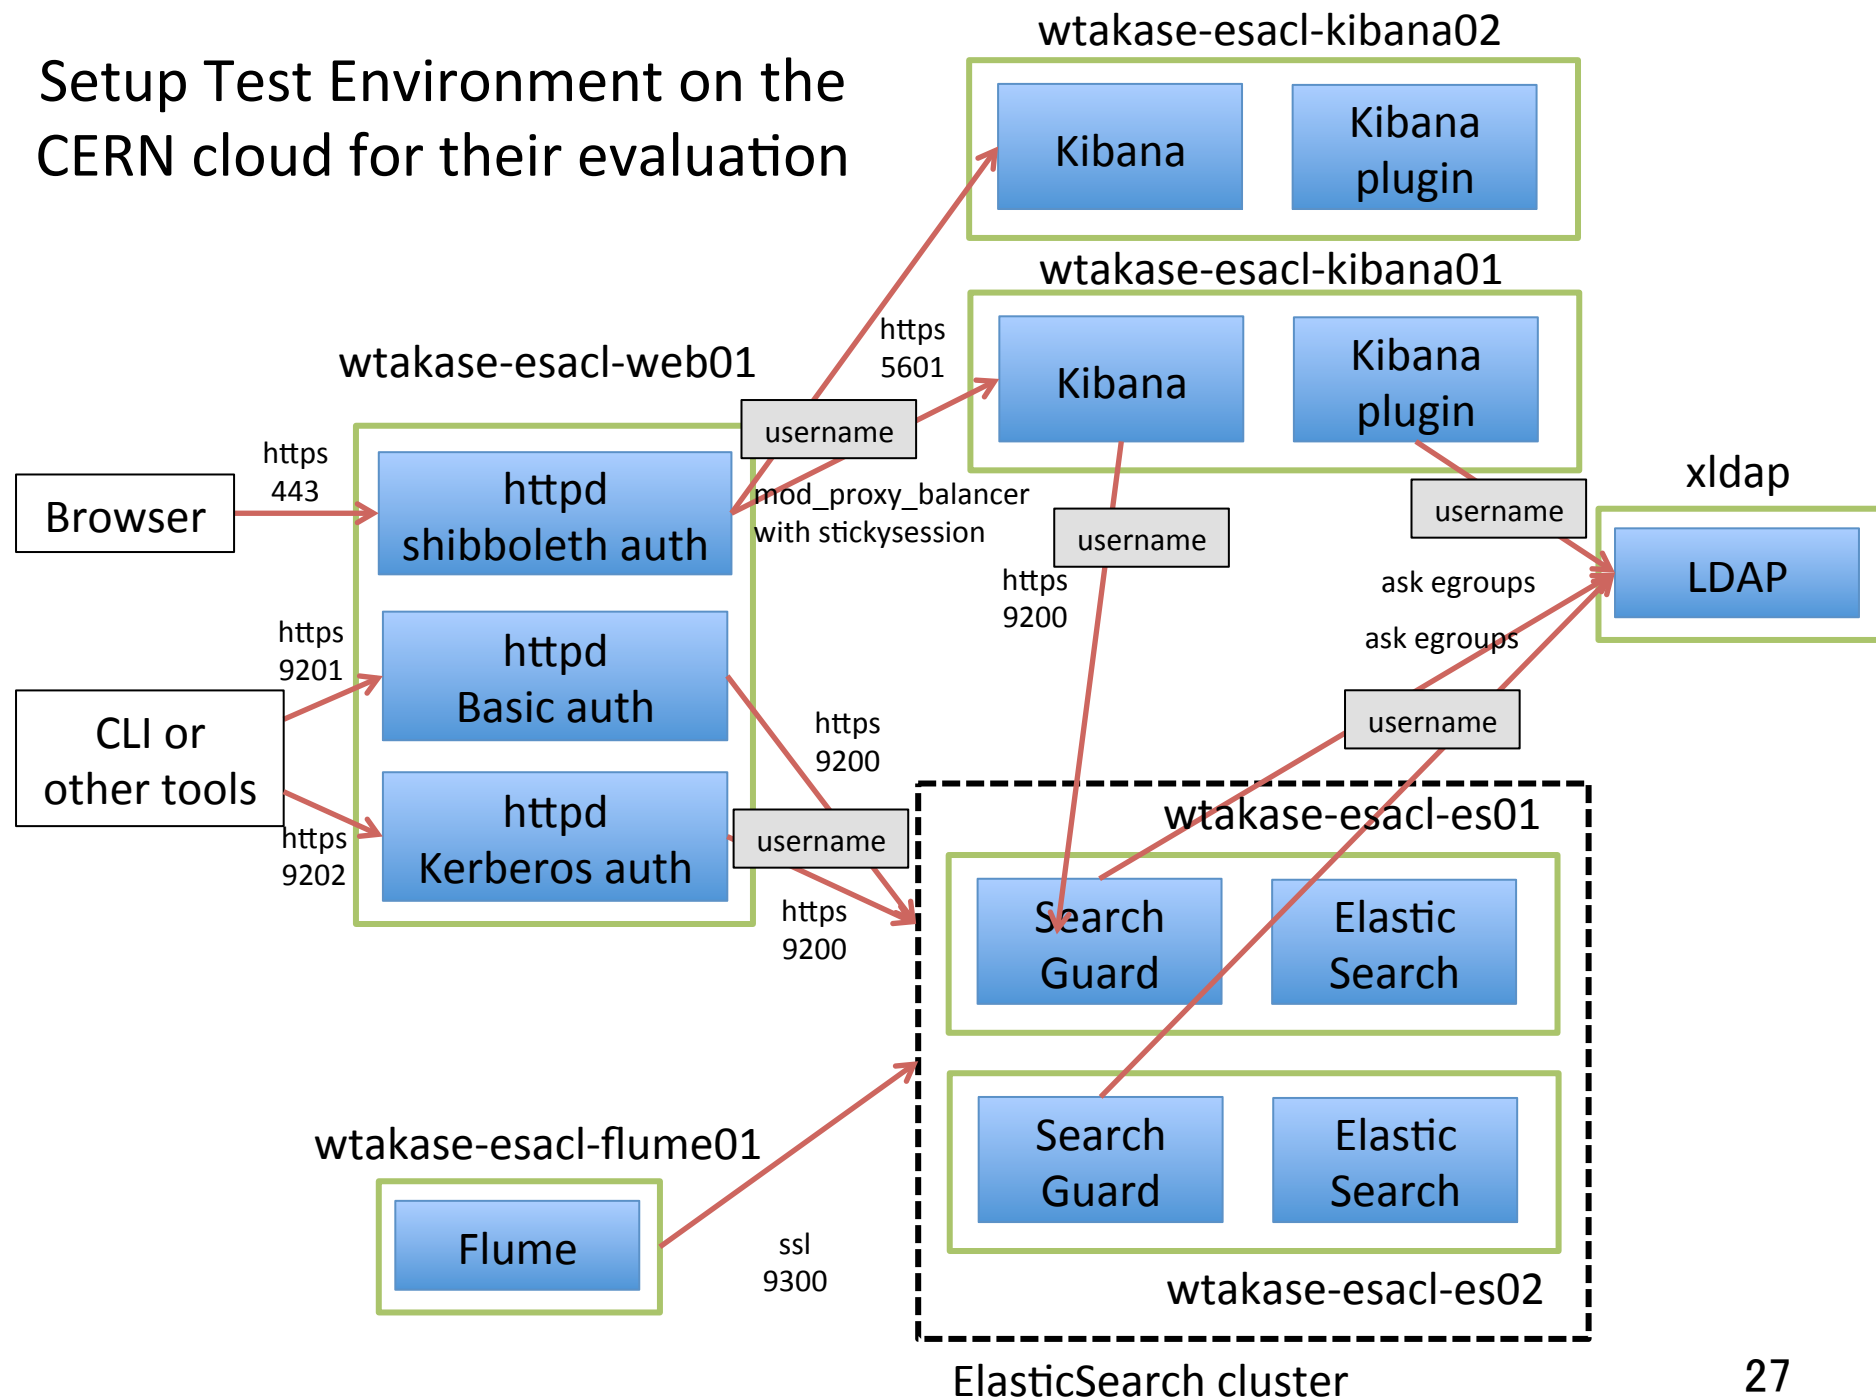 Setup Test Environment on the
CERN cloud for their evaluation
wtakase-esacl-kibana02
Kibana
Kibana
plugin
wtakase-esacl-kibana01
Kibana
Kibana
plugin
https
5601
wtakase-esacl-web01
username
https
443
Browser
httpd
shibboleth auth
mod_proxy_balancer
with stickysession
username
https
9200
username
xldap
LDAP
ask egroups
ask egroups
username
https
9201
httpd
Basic auth
CLI or
other tools
https
9202
httpd
Kerberos auth
https
9200
username
https
9200
wtakase-esacl-es01
Search
Guard
Elastic
Search
Search
Guard
Elastic
Search
wtakase-esacl-es02
wtakase-esacl-flume01
Flume
ssl
9300
ElasticSearch cluster
27